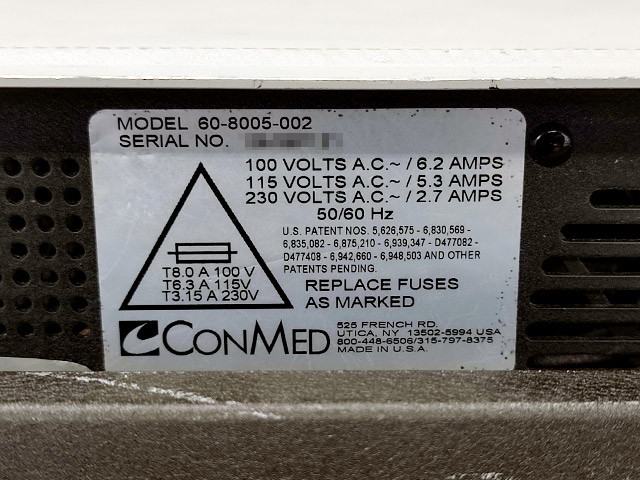 MODEL 60-8005-002
SERIAL NO.
100 VOLTS A.C.~ / 6.2 AMPS
115 VOLTS A.C.~ / 5.3 AMPS
230 VOLTS A.C.~ / 2.7 AMPS
50/60 Hz
U.S. PATENT NOS. 5,626,575 - 6,830,569 -
6,835,082 - 6,875,210 - 6,939,347 - D477082 -
D477408 - 6,942,660 - 6,948,503 AND OTHER
PATENTS PENDING.
T8.0 A 100 V
T6.3 A 115V
T3.15 A 230V
REPLACE FUSES
AS MARKED
CONMED
525 FRENCH RD.
UTICA, NY 13502-5994 USA
800-448-6506/315-797-8375
MADE IN U.S.A.